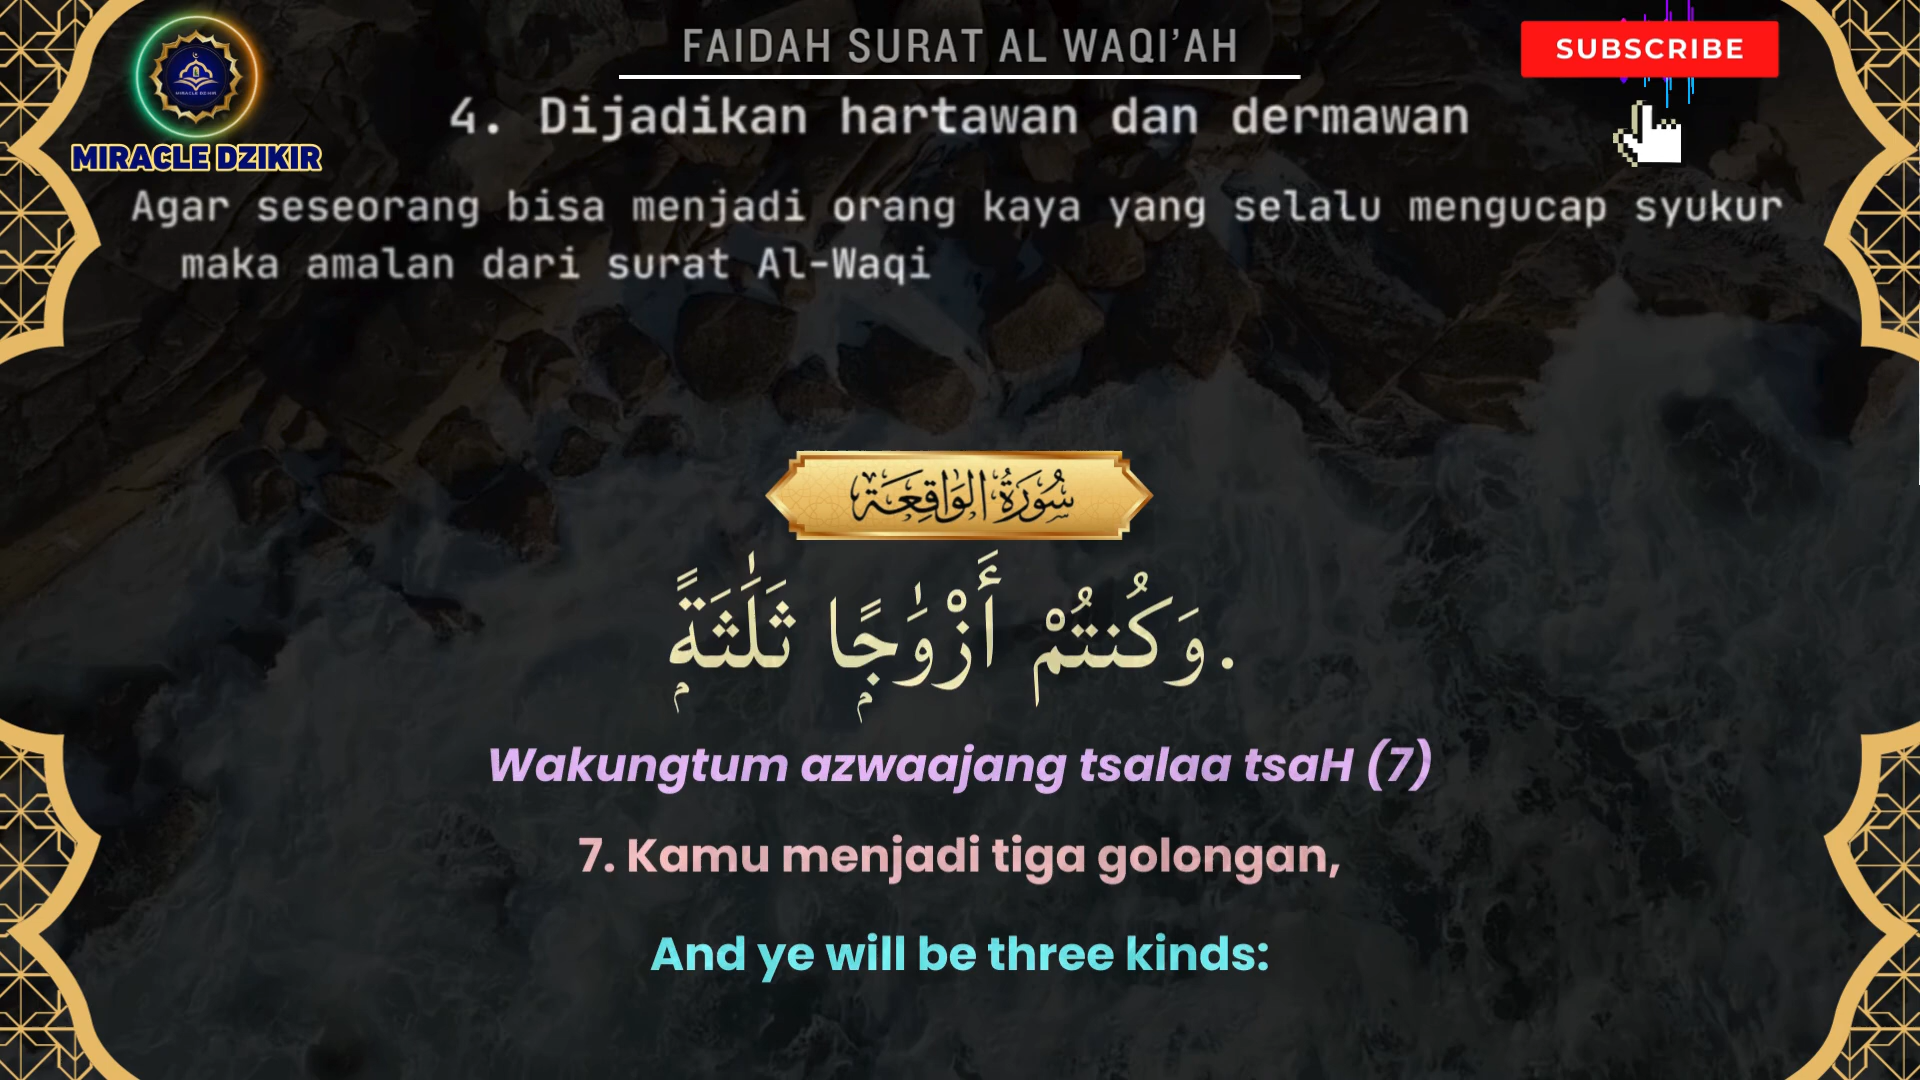 FAIDAH SURAT AL WAQI'AH
SUBSCRIBE
4. Dijadikan hartawan dan dermawan
MIRACLE DZIKIR
Agar seseorang bisa menjadi orang kaya yang selalu mengucap syukur
maka amalan dari surat Al-Waqi
سُورَةُ الوَاقِعَة
وَكُنتُمْ أَزْوَٰجًا ثَلَٰثَةً.
Wakungtum azwaajang tsalaa tsaH (7)
7. Kamu menjadi tiga golongan,
And ye will be three kinds: